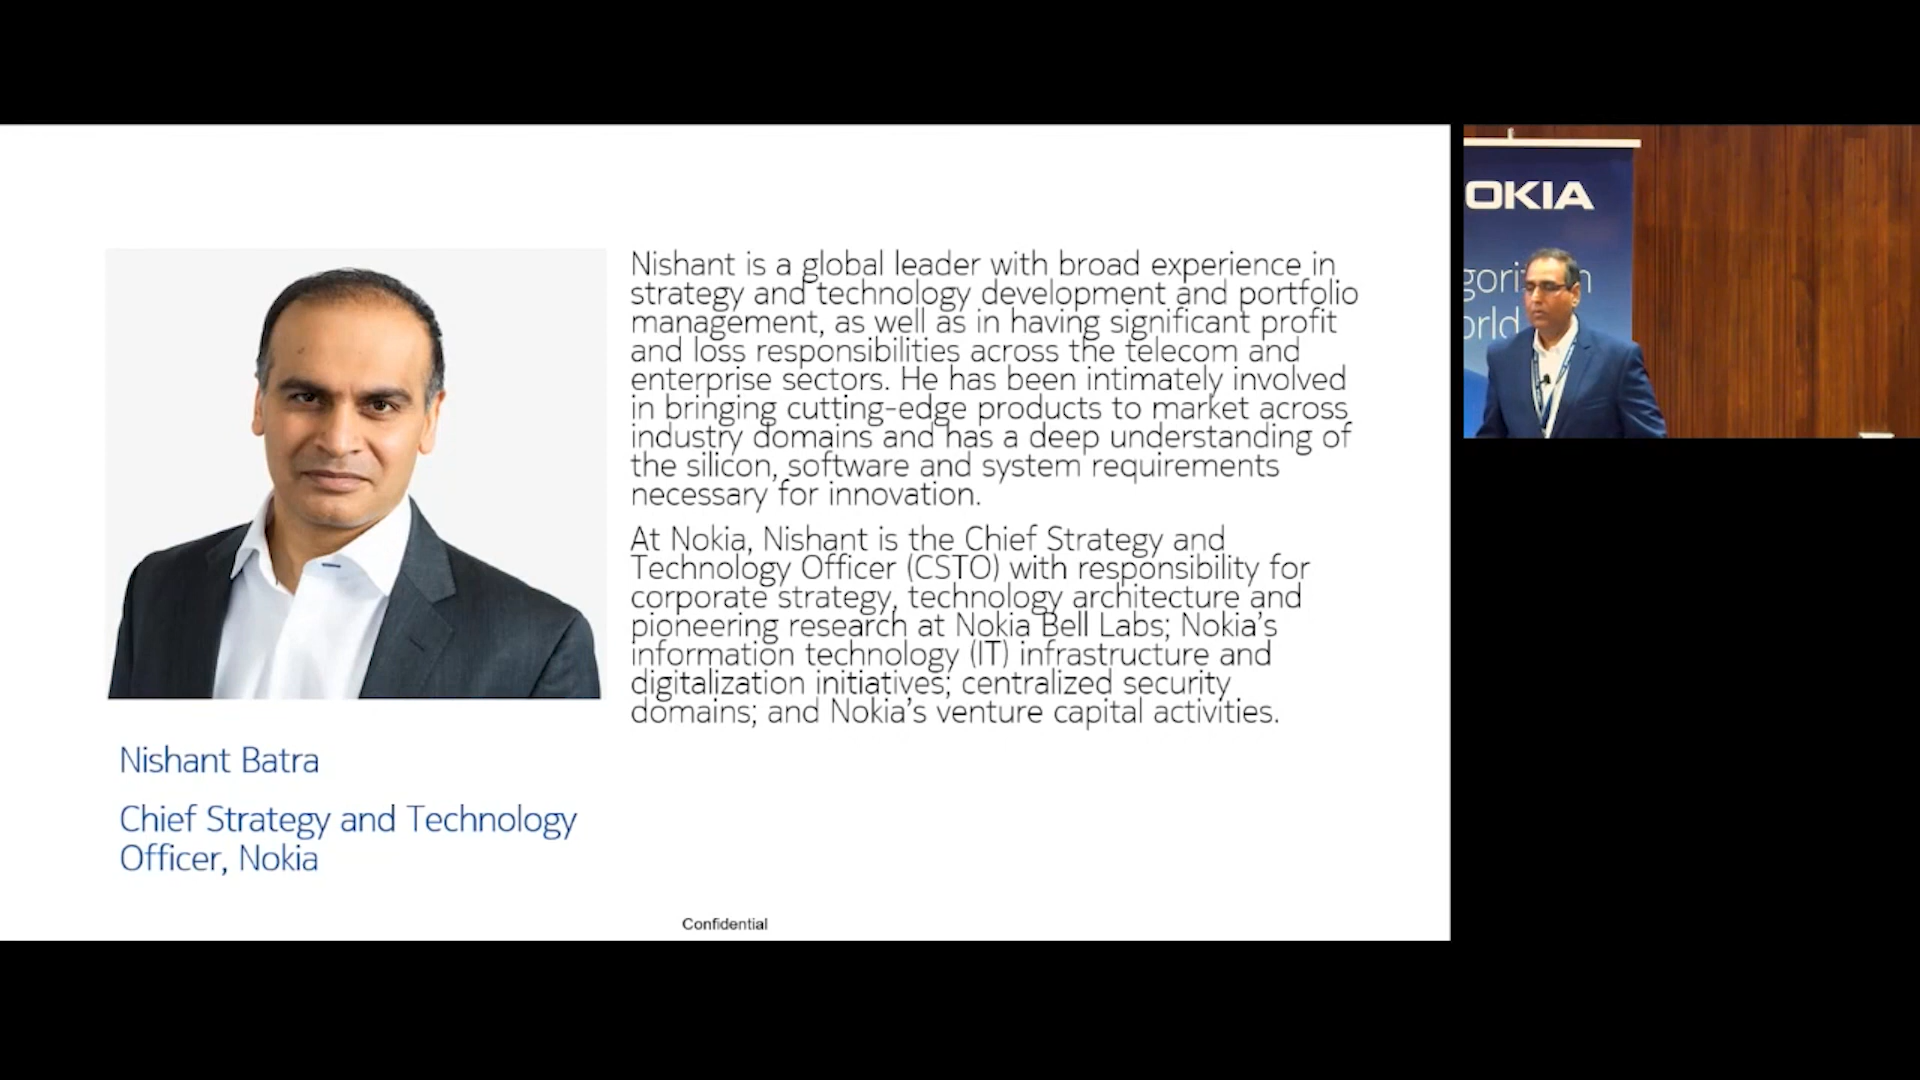 Nishant is a global leader with broad experience in
strategy and technology development and portfolio
management, as well as in having significant profit
and loss responsibilities across the telecom and
enterprise sectors. He has been intimately involved
in bringing cutting-edge products to market across
industry domains and has a deep understanding of
the silicon, software and system requirements
necessary for innovation.
At Nokia, Nishant is the Chief Strategy and
Technology Officer (CSTO) with responsibility for
corporate strategy, technology architecture and
pioneering research at Nokia Bell Labs; Nokia's
information technology (IT) infrastructure and
digitalization initiatives; centralized security
domains; and Nokia's venture capital activities.
Nishant Batra
Chief Strategy and Technology
Officer, Nokia
Confidential
OKIA